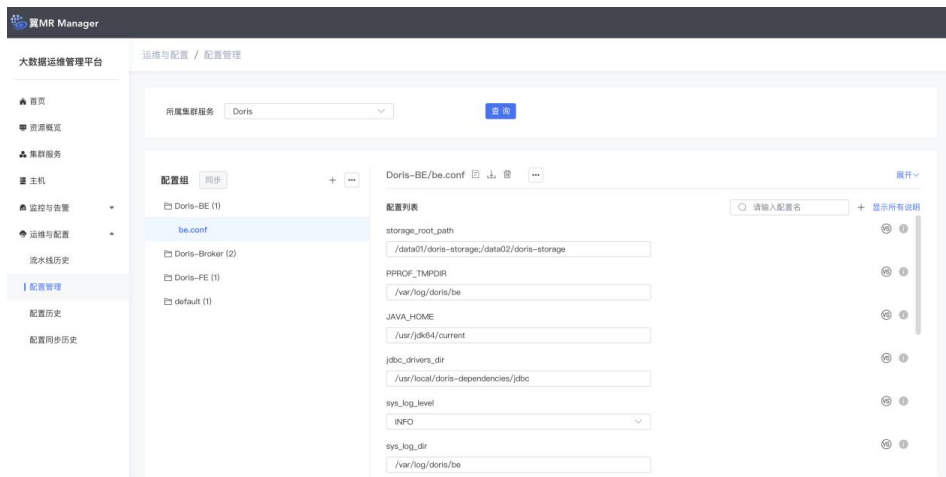 翼MR Manager
大数据运维管理平台
首页
资源概览
集群服务
主机
监控与告警
运维与配置
流水线历史
配置管理
配置历史
配置同步历史
运维与配置 / 配置管理
所属集群服务 Doris 查 询
配置组 同步
Doris-BE (1)
be.conf
Doris-Broker (2)
Doris-FE (1)
default (1)
Doris-BE/be.conf 展开
配置列表 请输入配置名 显示所有说明
storage_root_path VS
/data01/doris-storage;/data02/doris-storage
PPROF_TMPDIR VS
/var/log/doris/be
JAVA_HOME VS
/usr/jdk64/current
jdbc_drivers_dir VS
/usr/local/doris-dependencies/jdbc
sys_log_level VS
INFO
sys_log_dir VS
/var/log/doris/be